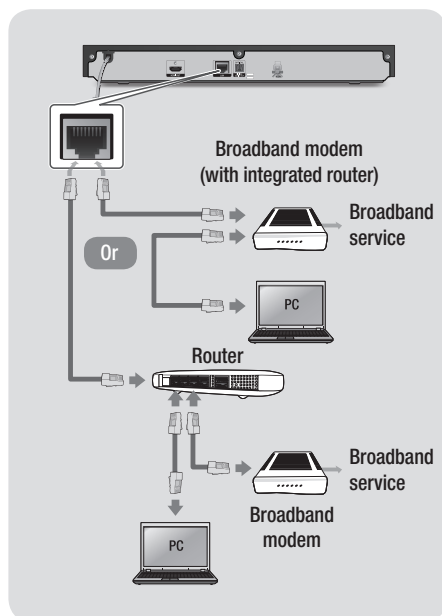 Broadband modem
(with integrated router)
Broadband
service
Or
PC
Router
Broadband
service
Broadband
modem
PC